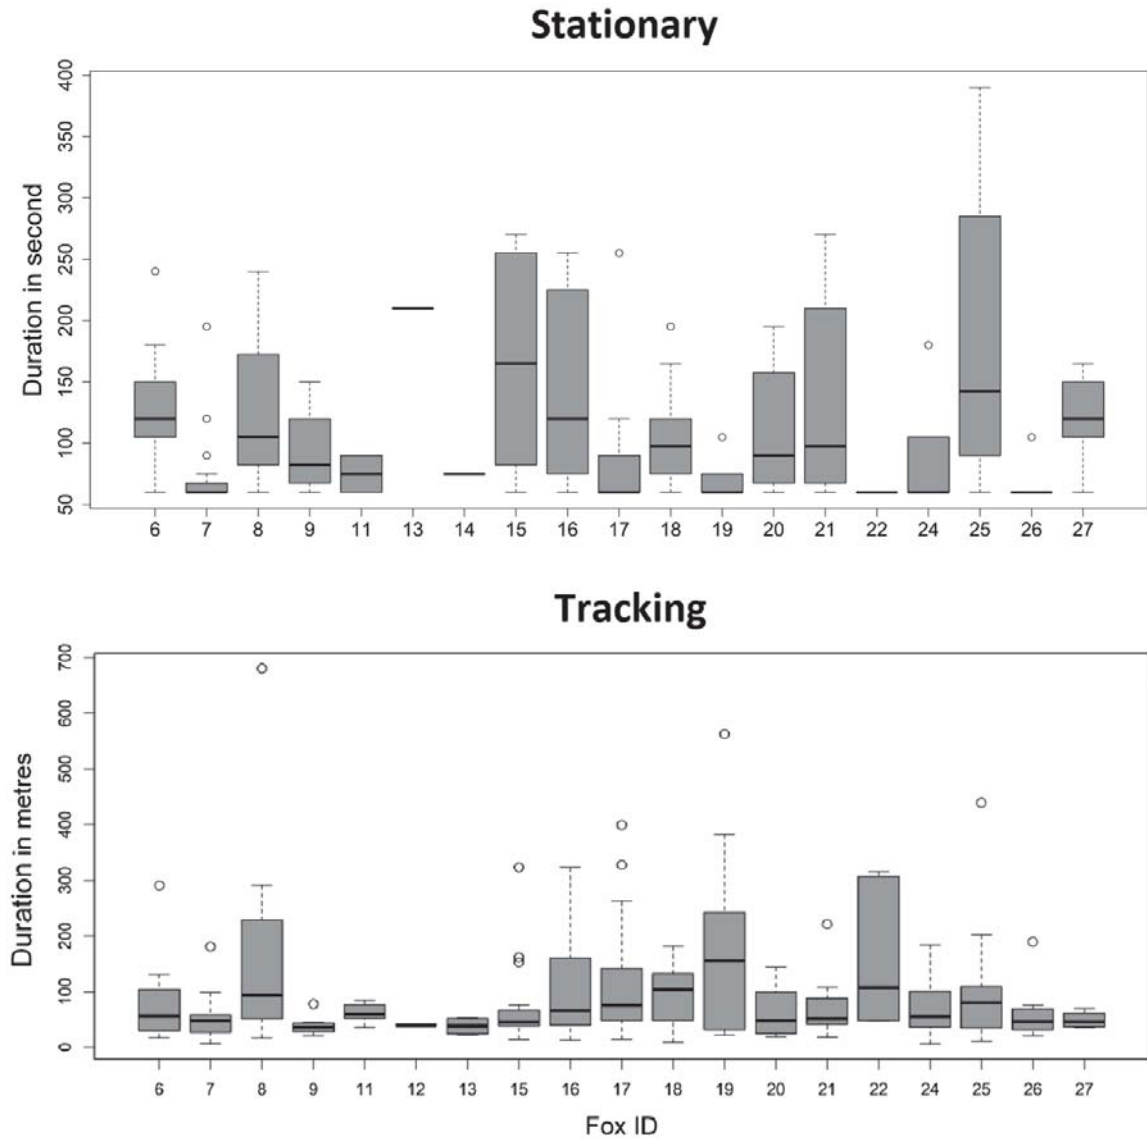 Stationary
Duration in second
400
350
300
250
200
150
100
50
6 7 8 9 11 13 14 15 16 17 18 19 20 21 22 24 25 26 27
Tracking
Duration in metres
700
600
500
400
300
200
100
0
6 7 8 9 11 12 13 15 16 17 18 19 20 21 22 24 25 26 27
Fox ID